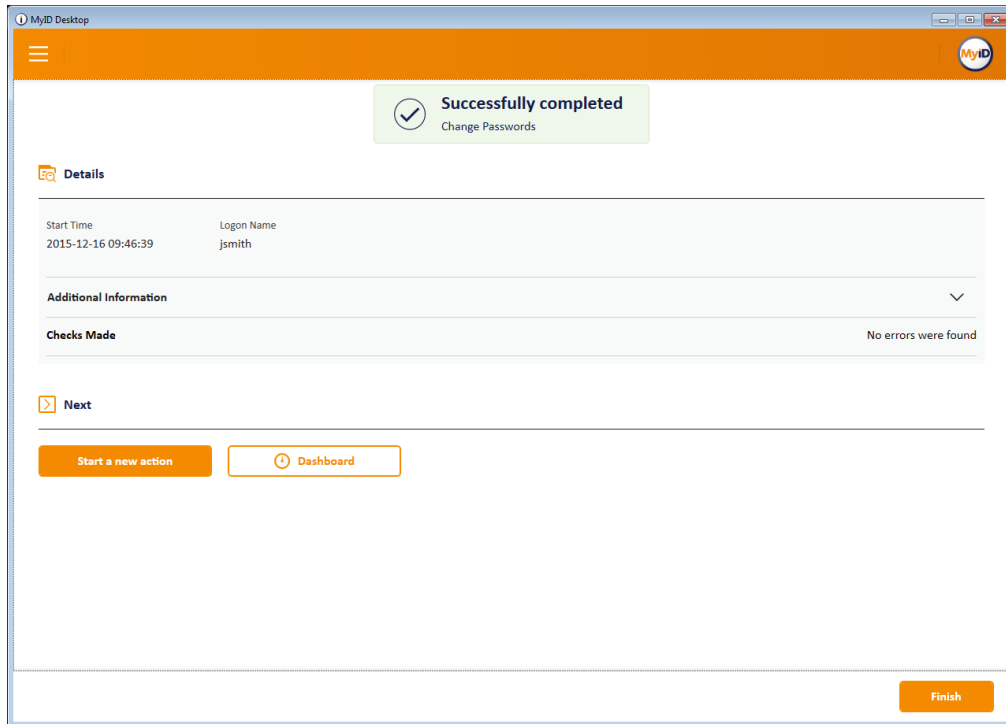 MyID Desktop
MyID
Successfully completed
Change Passwords
Details
Start Time Logon Name
2015-12-16 09:46:39 jsmith
Additional Information
Checks Made No errors were found
Next
Start a new action Dashboard
Finish